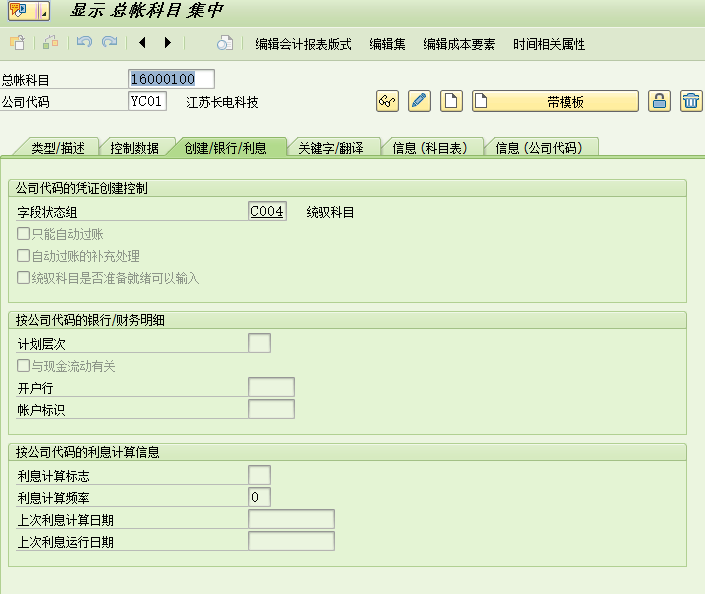 显示 总帐科目 集中
编辑会计报表版式 编辑集 编辑成本要素 时间相关属性
总帐科目 16000100
公司代码 YC01 江苏长电科技
带模板
类型/描述 控制数据 创建/银行/利息 关键字/翻译 信息(科目表) 信息(公司代码)
公司代码的凭证创建控制
字段状态组 C004 统驭科目
只能自动过账
自动过账的补充处理
统驭科目是否准备就绪可以输入
按公司代码的银行/财务明细
计划层次
与现金流动有关
开户行
帐户标识
按公司代码的利息计算信息
利息计算标志
利息计算频率 0
上次利息计算日期
上次利息运行日期